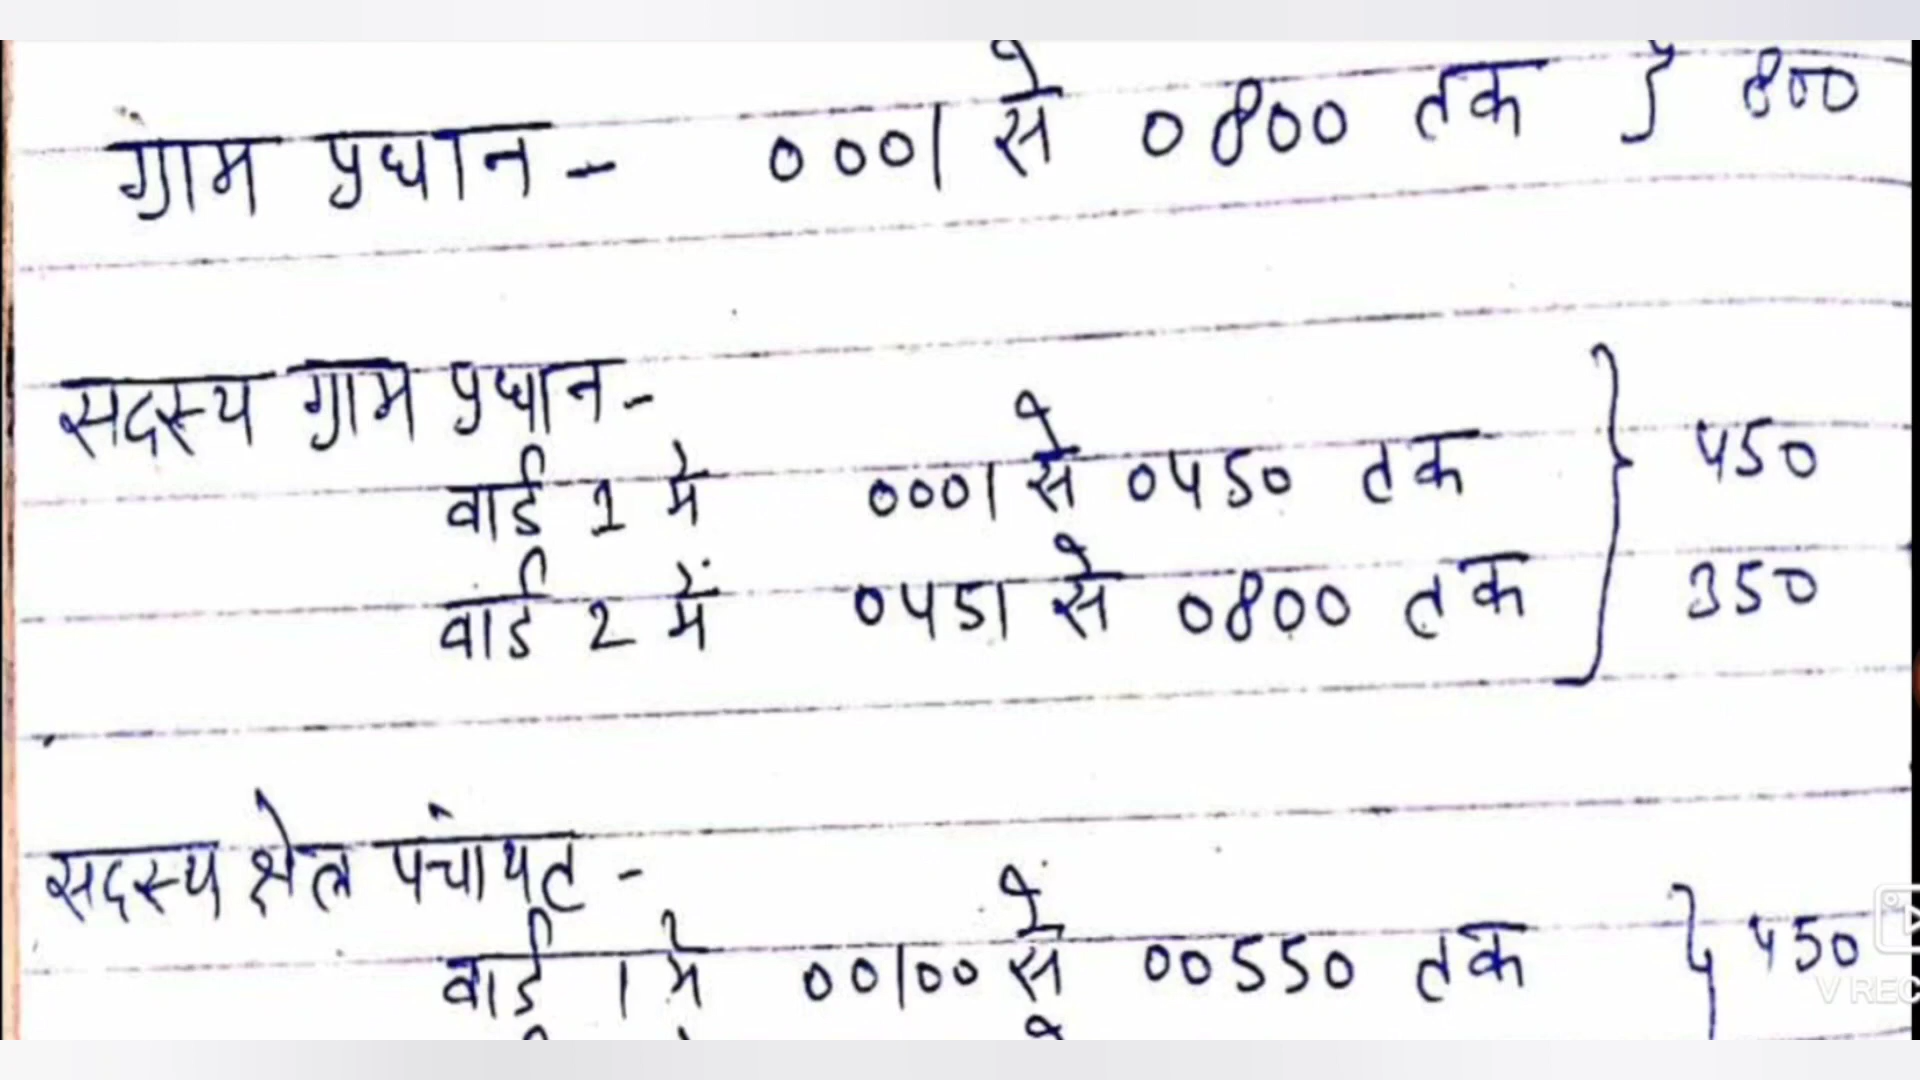 ग्राम प्रधान - 0001 से 0800 तक } 800
सदस्य ग्राम प्रधान -
वार्ड 1 मे 0001 से 0450 तक } 450
वार्ड 2 में 0451 से 0800 तक 350
सदस्य क्षेत्र पंचायत -
वार्ड 1 मे 00100 से 00550 तक } 450
V REC